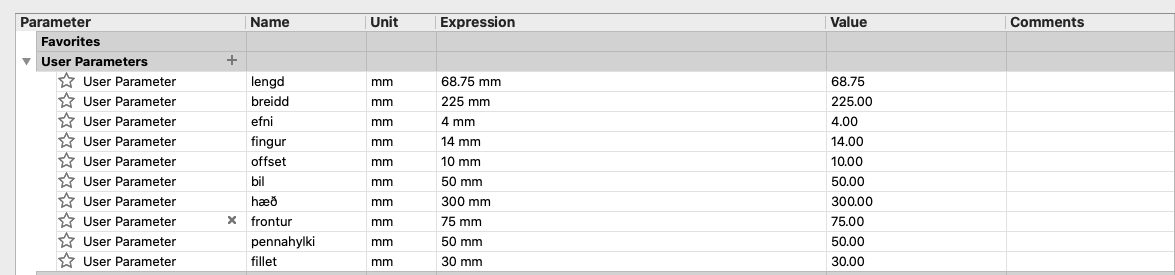 Parameter Name Unit Expression Value Comments
Favorites
User Parameters +
User Parameter lengd mm 68.75 mm 68.75
User Parameter breidd mm 225 mm 225.00
User Parameter efni mm 4 mm 4.00
User Parameter fingur mm 14 mm 14.00
User Parameter offset mm 10 mm 10.00
User Parameter bil mm 50 mm 50.00
User Parameter hæð mm 300 mm 300.00
User Parameter frontur mm 75 mm 75.00
User Parameter pennahylki mm 50 mm 50.00
User Parameter fillet mm 30 mm 30.00